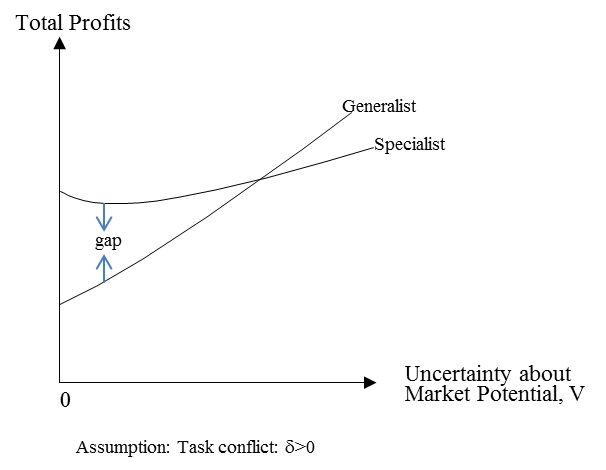 Total Profits
Generalist
Specialist
gap
Uncertainty about
Market Potential, V
0
Assumption: Task conflict: δ>0